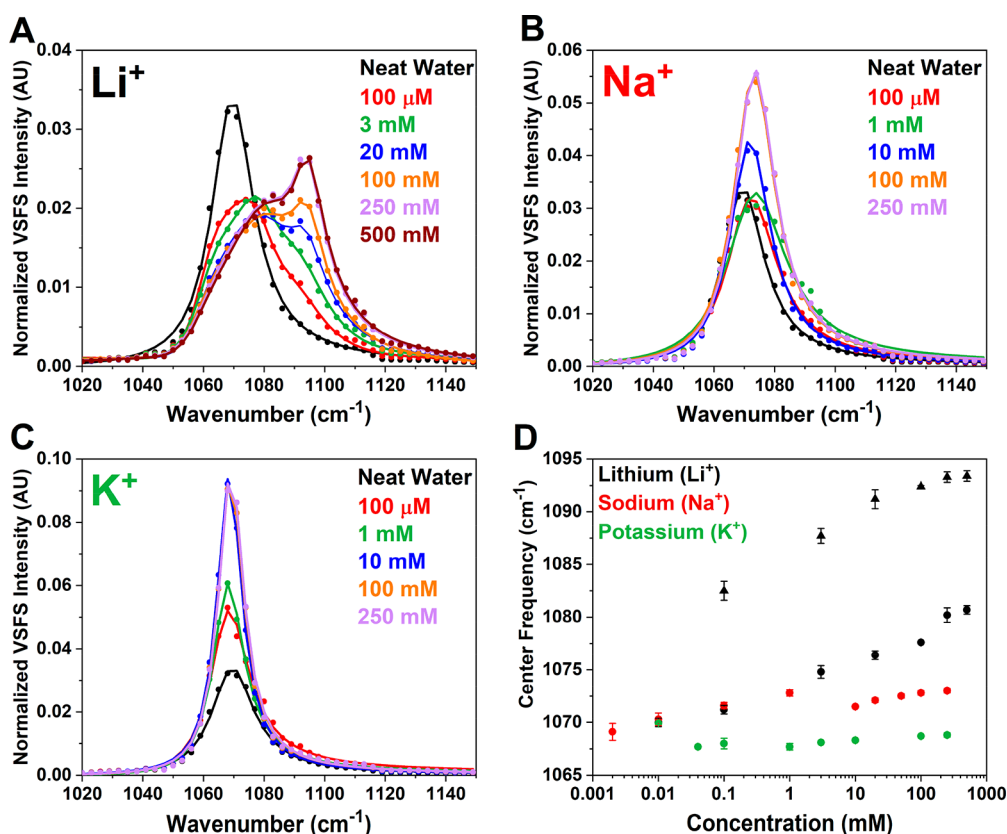 A
Li⁺
Normalized VSFS Intensity (AU)
0.04
0.03
0.02
0.01
0.00
Neat Water
100 μM
3 mM
20 mM
100 mM
250 mM
500 mM
1020 1040 1060 1080 1100 1120 1140
Wavenumber (cm⁻¹)
B
Na⁺
Normalized VSFS Intensity (AU)
0.06
0.05
0.04
0.03
0.02
0.01
0.00
Neat Water
100 μM
1 mM
10 mM
100 mM
250 mM
1020 1040 1060 1080 1100 1120 1140
Wavenumber (cm⁻¹)
C
K⁺
Normalized VSFS Intensity (AU)
0.10
0.08
0.06
0.04
0.02
0.00
Neat Water
100 μM
1 mM
10 mM
100 mM
250 mM
1020 1040 1060 1080 1100 1120 1140
Wavenumber (cm⁻¹)
D
Center Frequency (cm⁻¹)
1095
1090
1085
1080
1075
1070
1065
Lithium (Li⁺)
Sodium (Na⁺)
Potassium (K⁺)
0.001 0.01 0.1 1 10 100 1000
Concentration (mM)